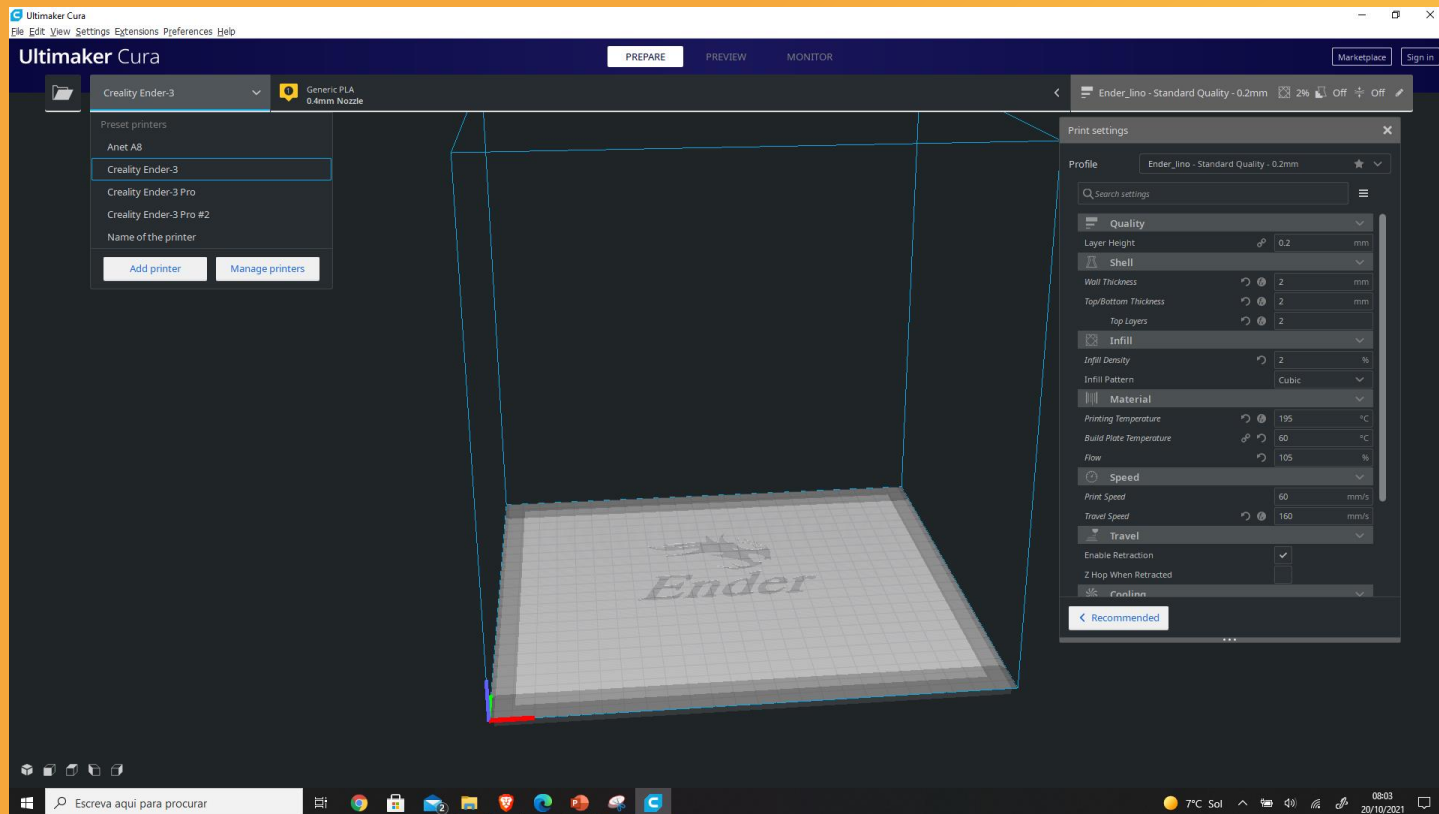 Ultimaker Cura
File Edit View Settings Extensions Preferences Help
Ultimaker Cura
PREPARE PREVIEW MONITOR
Marketplace Sign in
Creality Ender-3
Generic PLA
0.4mm Nozzle
Ender_lino - Standard Quality - 0.2mm 2% Off Off
Preset printers
Anet A8
Creality Ender-3
Creality Ender-3 Pro
Creality Ender-3 Pro #2
Name of the printer
Add printer Manage printers
Print settings
Profile Ender_lino - Standard Quality - 0.2mm
Search settings
Quality
Layer Height 0.2 mm
Shell
Wall Thickness 2 mm
Top/Bottom Thickness 2 mm
Top Layers 2
Infill
Infill Density 2 %
Infill Pattern Cubic
Material
Printing Temperature 195 °C
Build Plate Temperature 60 °C
Flow 105 %
Speed
Print Speed 60 mm/s
Travel Speed 160 mm/s
Travel
Enable Retraction
Z Hop When Retracted
Cooling
Recommended
Ender
Escreva aqui para procurar
2
7°C Sol
08:03
20/10/2021